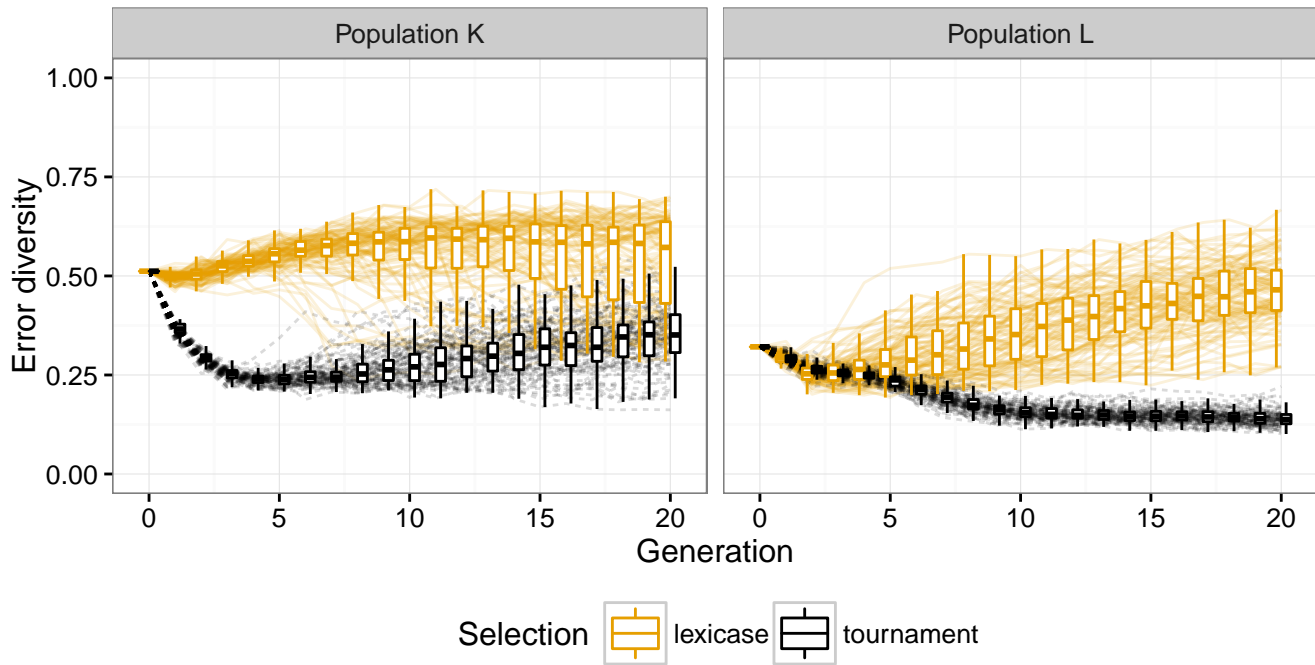 Population K
Population L
Error diversity
1.00
0.75
0.50
0.25
0.00
0 5 10 15 20
0 5 10 15 20
Generation
Selection lexicase tournament